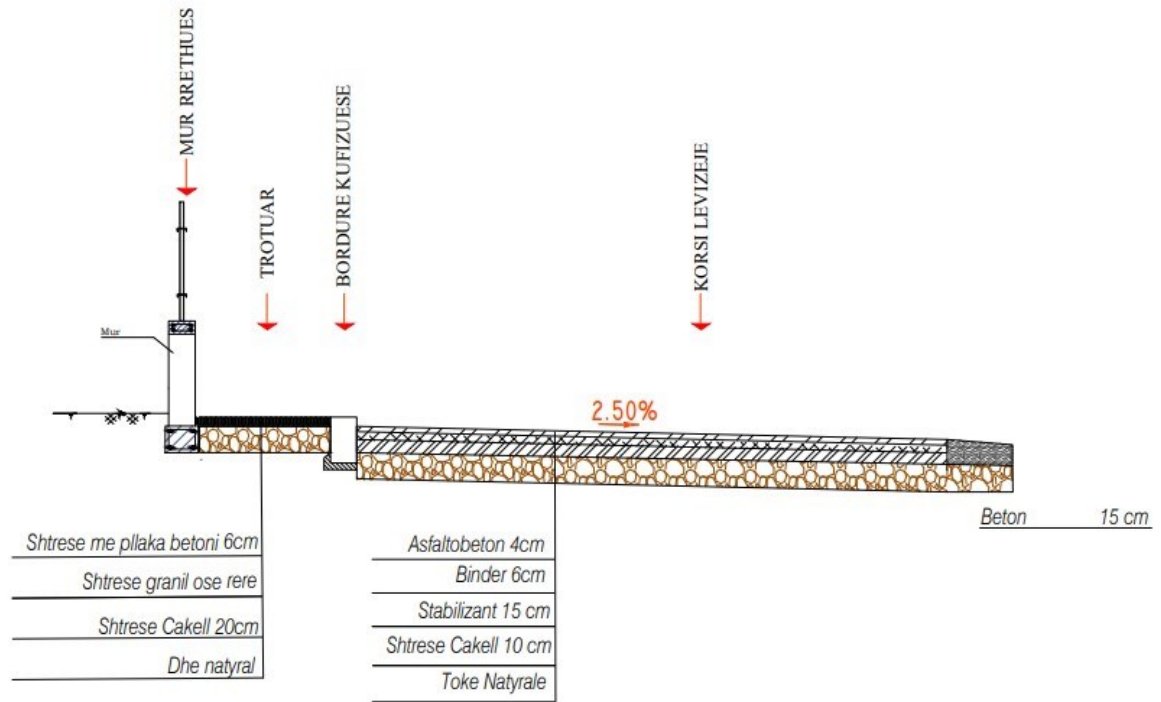 MUR RRETHUES
TROTUAR
BORDURE KUFIZUESE
KORSI LEVIZEJE
Mur
2.50%
Beton 15 cm
Shtrese me pllaka betoni 6cm
Shtrese granil ose rere
Shtrese Cakell 20cm
Dhe natyral
Asfaltobeton 4cm
Binder 6cm
Stabilizant 15 cm
Shtrese Cakell 10 cm
Toke Natyrale